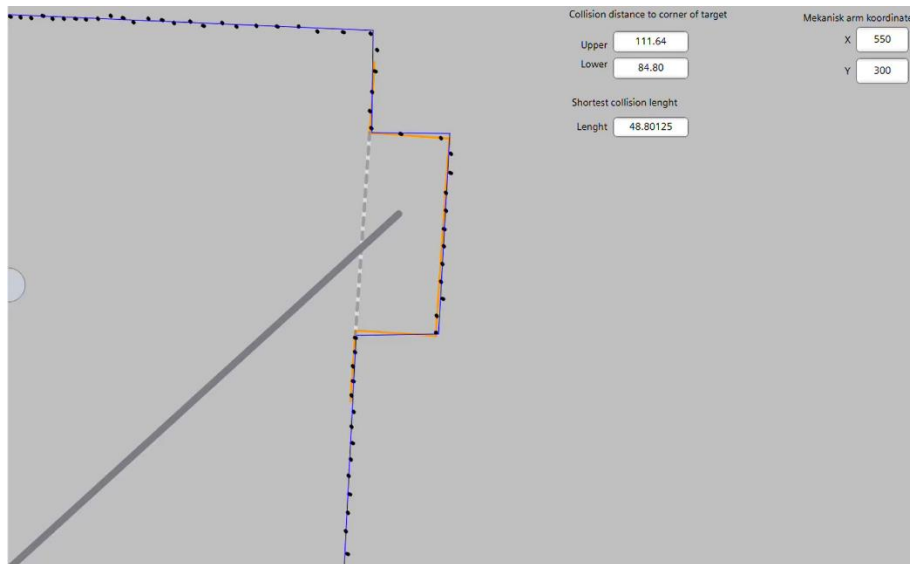 Collision distance to corner of target
Upper 111.64
Lower 84.80
Shortest collision lenght
Lenght 48.80125
Mekanisk arm koordinate
X 550
Y 300